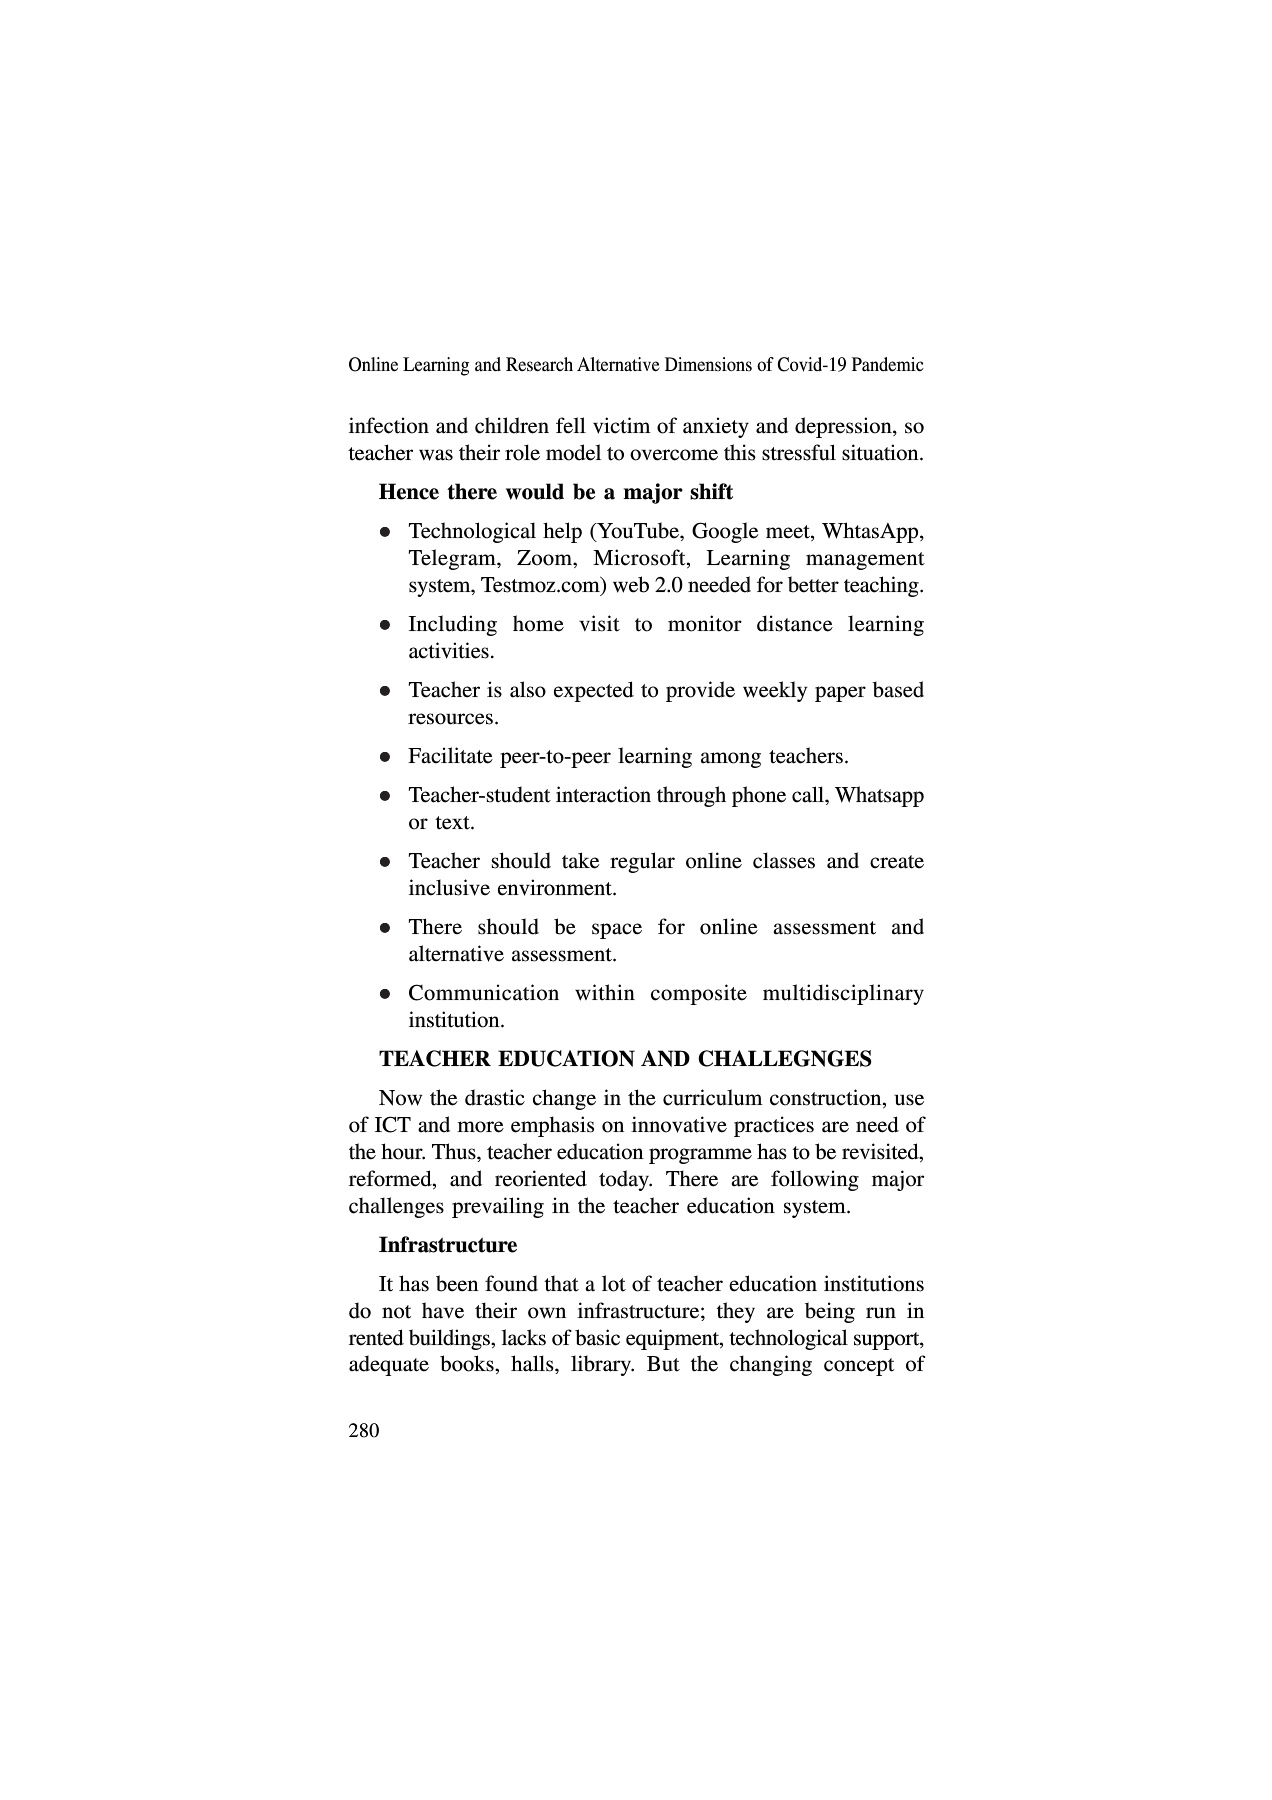 Online Learning and Research Alternative Dimensions of Covid-19 Pandemic
infection and children fell victim of anxiety and depression, so
teacher was their role model to overcome this stressful situation.
Hence there would be a major shift
● Technological help (YouTube, Google meet, WhtasApp,
Telegram, Zoom, Microsoft, Learning management
system, Testmoz.com) web 2.0 needed for better teaching.
● Including home visit to monitor distance learning
activities.
● Teacher is also expected to provide weekly paper based
resources.
● Facilitate peer-to-peer learning among teachers.
● Teacher-student interaction through phone call, Whatsapp
or text.
● Teacher should take regular online classes and create
inclusive environment.
● There should be space for online assessment and
alternative assessment.
● Communication within composite multidisciplinary
institution.
TEACHER EDUCATION AND CHALLEGNGES
Now the drastic change in the curriculum construction, use
of ICT and more emphasis on innovative practices are need of
the hour. Thus, teacher education programme has to be revisited,
reformed, and reoriented today. There are following major
challenges prevailing in the teacher education system.
Infrastructure
It has been found that a lot of teacher education institutions
do not have their own infrastructure; they are being run in
rented buildings, lacks of basic equipment, technological support,
adequate books, halls, library. But the changing concept of
280